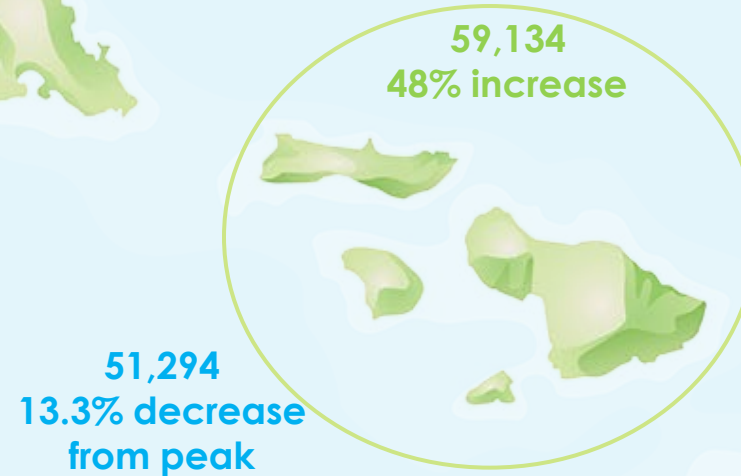 59,134
48% increase
51,294
13.3% decrease
from peak